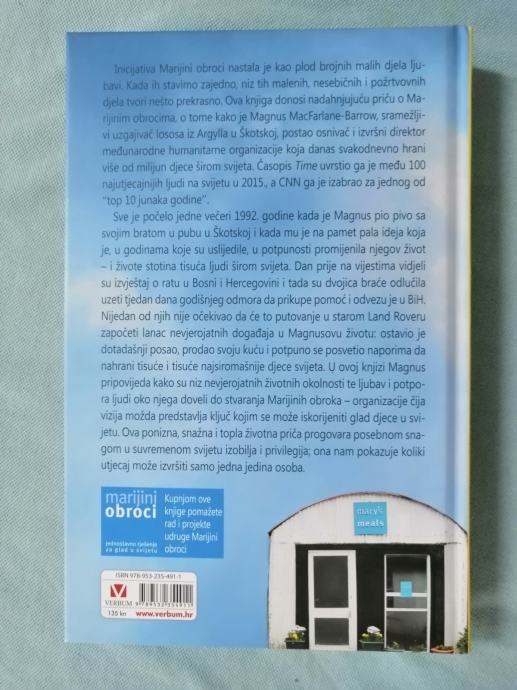 Inicijativa Marijini obroci nastala je kao plod brojnih malih djela lju-
bavi. Kada ih stavimo zajedno, niz tih malenih, nesebičnih i požrtvovnih
djela tvori nešto prekrasno. Ova knjiga donosi nadahnjujuću priču o Ma-
rijinim obrocima, o tome kako je Magnus MacFarlane-Barrow, sramežlji-
vi uzgajivač lososa iz Argylla u Škotskoj, postao osnivač i izvršni direktor
međunarodne humanitarne organizacije koja danas svakodnevno hrani
više od milijun djece širom svijeta. Časopis Time uvrstio ga je među 100
najutjecajnijih ljudi na svijetu u 2015., a CNN ga je izabrao za jednog od
"top 10 junaka godine".
Sve je počelo jedne večeri 1992. godine kada je Magnus pio pivo sa
svojim bratom u pubu u Škotskoj i kada mu je na pamet pala ideja koja
je, u godinama koje su uslijedile, u potpunosti promijenila njegov život
– i živote stotina tisuća ljudi širom svijeta. Dan prije na vijestima vidjeli
su izvještaj o ratu u Bosni i Hercegovini i tada su dvojica braće odlučila
uzeti tjedan dana godišnjeg odmora da prikupe pomoć i odvezu je u BiH.
Nijedan od njih nije očekivao da će to putovanje u starom Land Roveru
započeti lanac nevjerojatnih događaja u Magnusovu životu: ostavio je
dotadašnji posao, prodao svoju kuću i potpuno se posvetio naporima da
nahrani tisuće i tisuće najsiromašnije djece svijeta. U ovoj knjizi Magnus
pripovijeda kako su niz nevjerojatnih životnih okolnosti te ljubav i potpo-
ra ljudi oko njega doveli do stvaranja Marijinih obroka – organizacije čija
vizija možda predstavlja ključ kojim se može iskorijeniti glad djece u svi-
jetu. Ova ponizna, snažna i topla životna priča progovara posebnom sna-
gom u suvremenom svijetu izobilja i privilegija; ona nam pokazuje koliki
utjecaj može izvršiti samo jedna jedina osoba.
marijini
obroci
jednostavno rješenje
za glad u svijetu
Kupnjom ove
knjige pomažete
rad i projekte
udruge Marijini
obroci
mary's
meals
ISBN 978-953-235-491-1
VERBUM
9 789532 354911
135 kn
www.verbum.hr